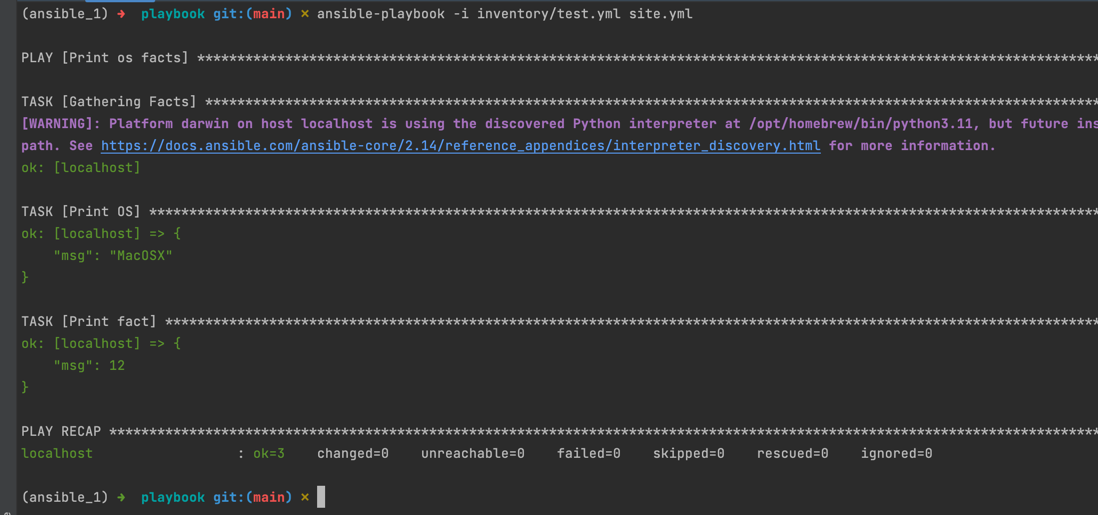 (ansible_1) → playbook git:(main) × ansible-playbook -i inventory/test.yml site.yml
PLAY [Print os facts] ****************************************************************************************************************
TASK [Gathering Facts] ***************************************************************************************************************
[WARNING]: Platform darwin on host localhost is using the discovered Python interpreter at /opt/homebrew/bin/python3.11, but future ins
path. See https://docs.ansible.com/ansible-core/2.14/reference_appendices/interpreter_discovery.html for more information.
ok: [localhost]
TASK [Print OS] **********************************************************************************************************************
ok: [localhost] => {
    "msg": "MacOSX"
}
TASK [Print fact] ********************************************************************************************************************
ok: [localhost] => {
    "msg": 12
}
PLAY RECAP ***************************************************************************************************************************
localhost                  : ok=3    changed=0    unreachable=0    failed=0    skipped=0    rescued=0    ignored=0
(ansible_1) → playbook git:(main) ×